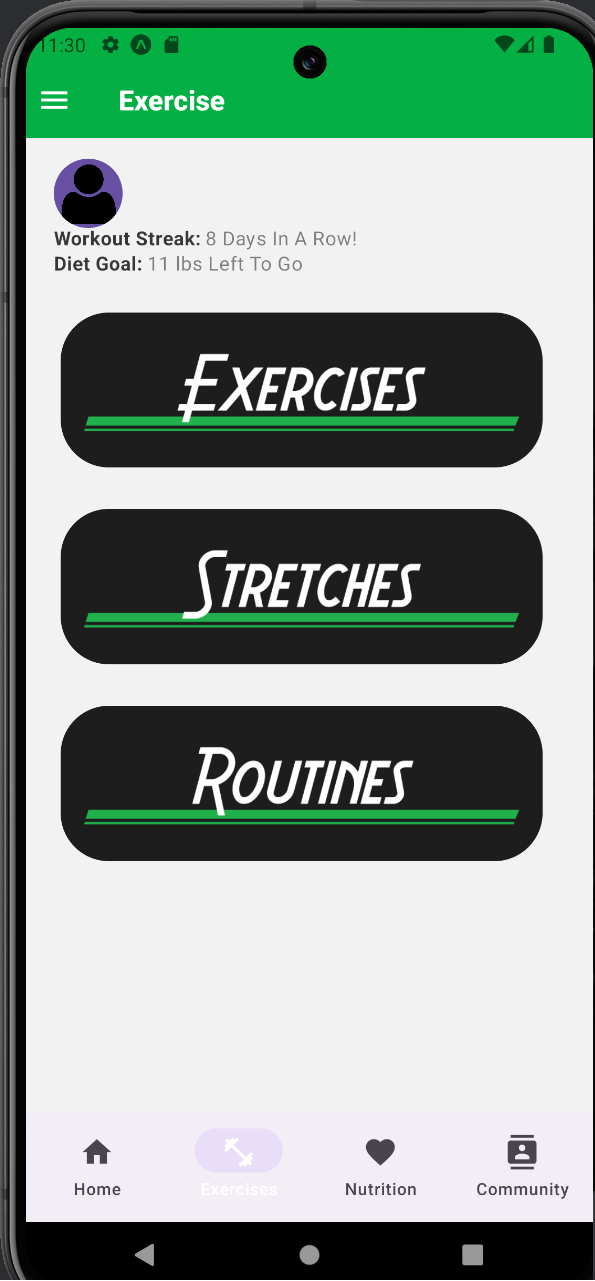 11:30
Exercise
Workout Streak: 8 Days In A Row!
Diet Goal: 11 lbs Left To Go
Exercises
Stretches
Routines
Home Exercises Nutrition Community